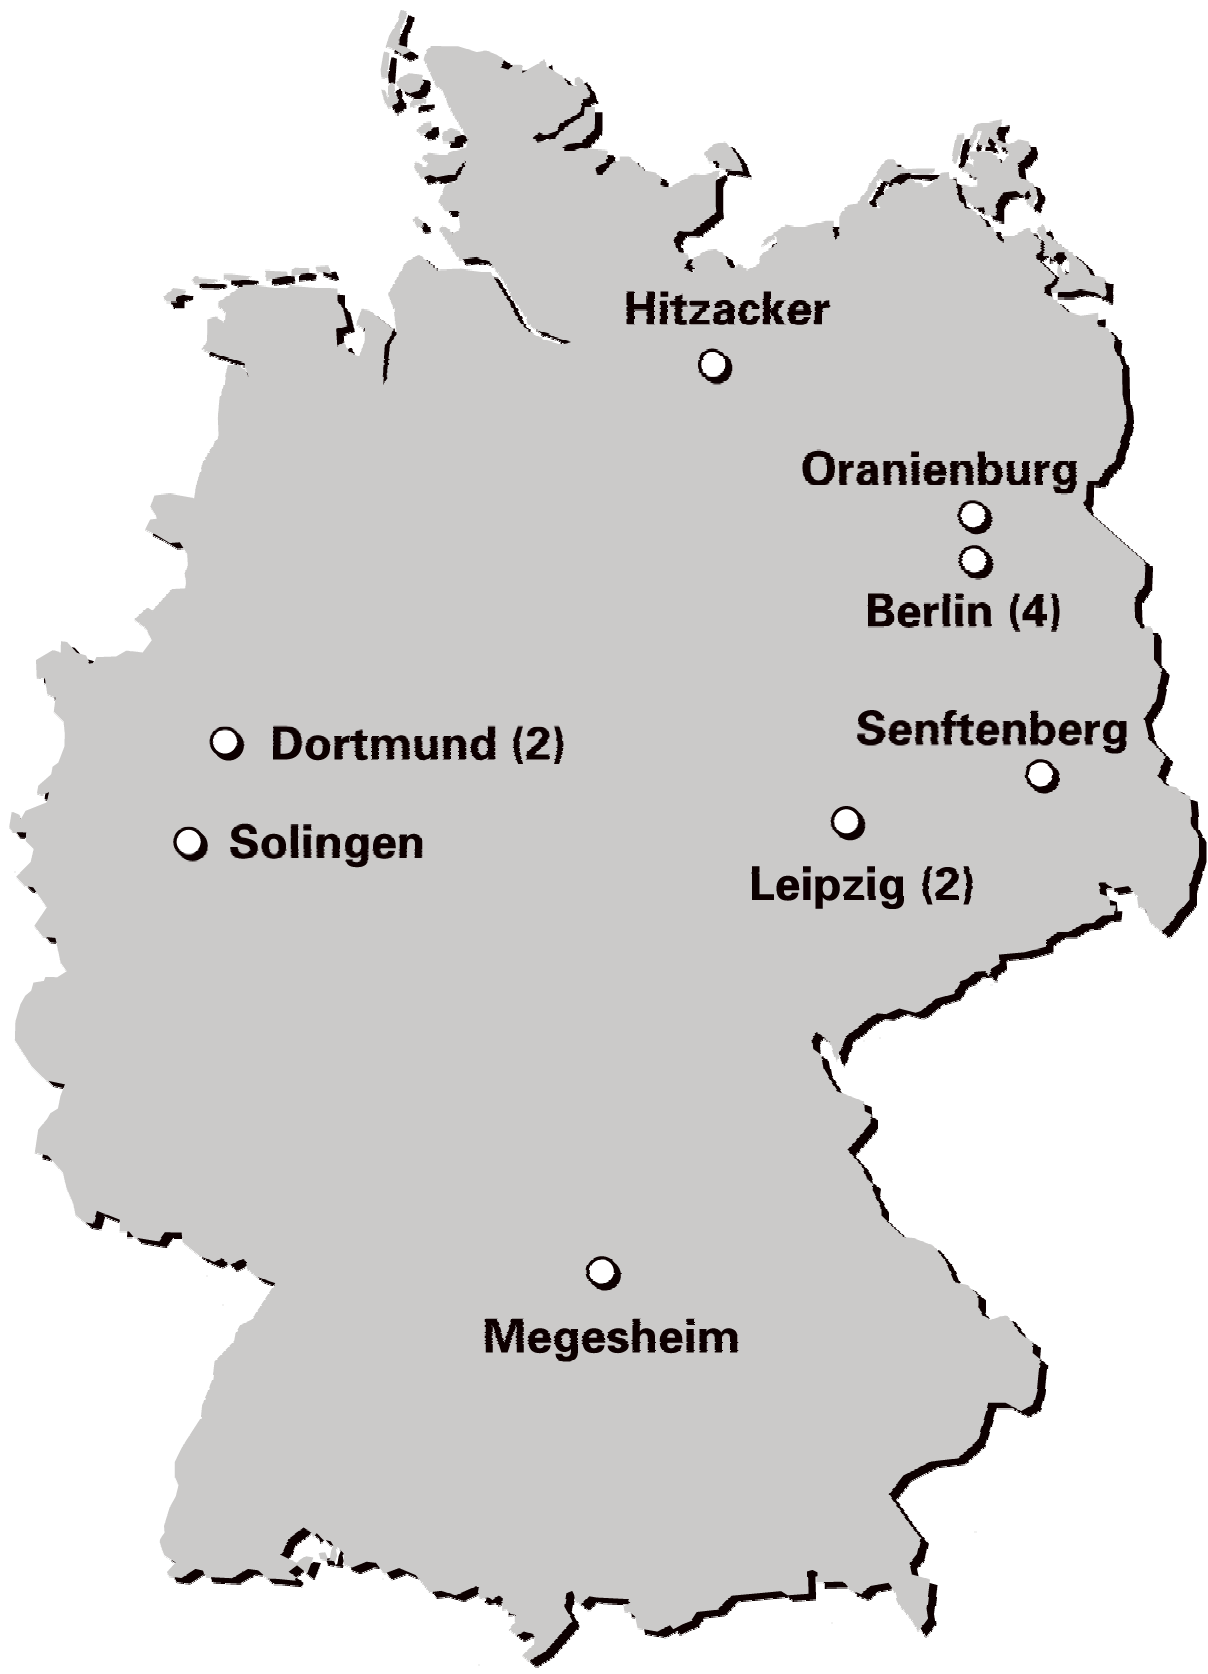 Hitzacker
Oranienburg
Berlin (4)
Senftenberg
Dortmund (2)
Solingen
Leipzig (2)
Megesheim